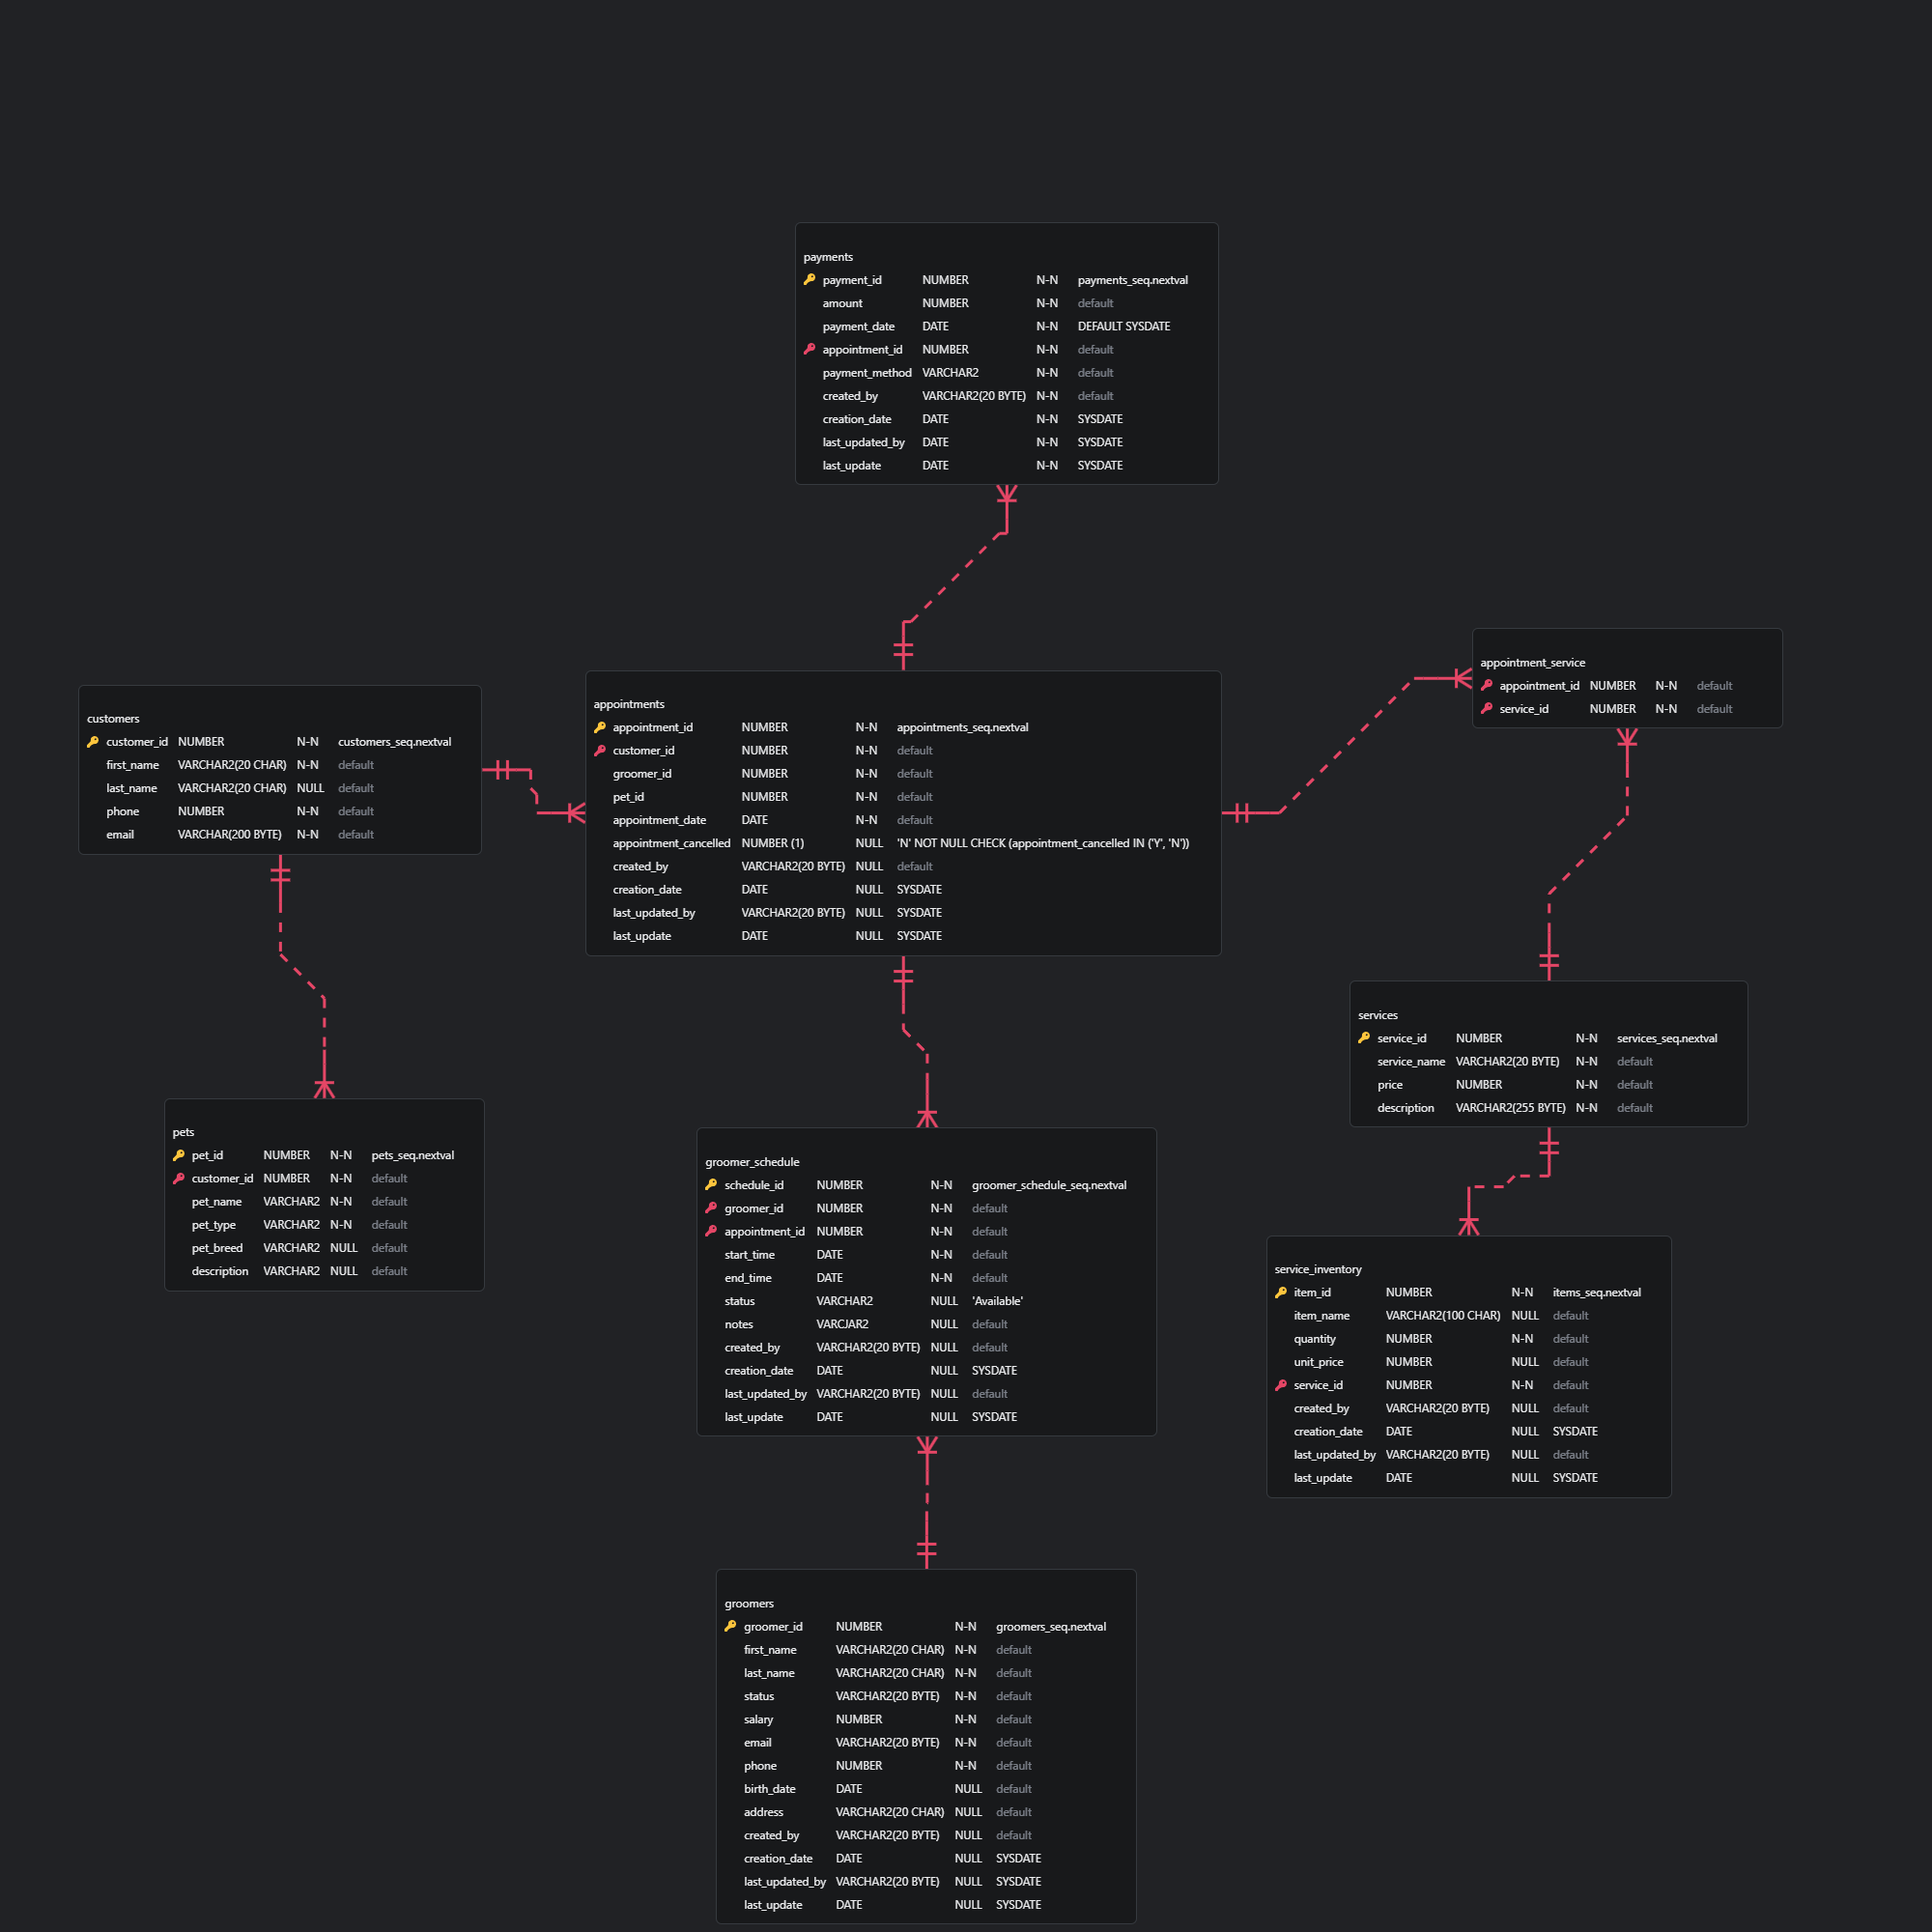 payments
payment_id NUMBER N-N payments_seq.nextval
amount NUMBER N-N default
payment_date DATE N-N DEFAULT SYSDATE
appointment_id NUMBER N-N default
payment_method VARCHAR2 N-N default
created_by VARCHAR2(20 BYTE) N-N default
creation_date DATE N-N SYSDATE
last_updated_by DATE N-N SYSDATE
last_update DATE N-N SYSDATE
appointment_service
appointment_id NUMBER N-N default
service_id NUMBER N-N default
customers
customer_id NUMBER N-N customers_seq.nextval
first_name VARCHAR2(20 CHAR) N-N default
last_name VARCHAR2(20 CHAR) NULL default
phone NUMBER N-N default
email VARCHAR(200 BYTE) N-N default
appointments
appointment_id NUMBER N-N appointments_seq.nextval
customer_id NUMBER N-N default
groomer_id NUMBER N-N default
pet_id NUMBER N-N default
appointment_date DATE N-N default
appointment_cancelled NUMBER (1) NULL 'N' NOT NULL CHECK (appointment_cancelled IN ('Y', 'N'))
created_by VARCHAR2(20 BYTE) NULL default
creation_date DATE NULL SYSDATE
last_updated_by VARCHAR2(20 BYTE) NULL SYSDATE
last_update DATE NULL SYSDATE
services
service_id NUMBER N-N services_seq.nextval
service_name VARCHAR2(20 BYTE) N-N default
price NUMBER N-N default
description VARCHAR2(255 BYTE) N-N default
pets
pet_id NUMBER N-N pets_seq.nextval
customer_id NUMBER N-N default
pet_name VARCHAR2 N-N default
pet_type VARCHAR2 N-N default
pet_breed VARCHAR2 NULL default
description VARCHAR2 NULL default
groomer_schedule
schedule_id NUMBER N-N groomer_schedule_seq.nextval
groomer_id NUMBER N-N default
appointment_id NUMBER N-N default
start_time DATE N-N default
end_time DATE N-N default
status VARCHAR2 NULL 'Available'
notes VARCJAR2 NULL default
created_by VARCHAR2(20 BYTE) NULL default
creation_date DATE NULL SYSDATE
last_updated_by VARCHAR2(20 BYTE) NULL default
last_update DATE NULL SYSDATE
service_inventory
item_id NUMBER N-N items_seq.nextval
item_name VARCHAR2(100 CHAR) NULL default
quantity NUMBER N-N default
unit_price NUMBER NULL default
service_id NUMBER N-N default
created_by VARCHAR2(20 BYTE) NULL default
creation_date DATE NULL SYSDATE
last_updated_by VARCHAR2(20 BYTE) NULL default
last_update DATE NULL SYSDATE
groomers
groomer_id NUMBER N-N groomers_seq.nextval
first_name VARCHAR2(20 CHAR) N-N default
last_name VARCHAR2(20 CHAR) N-N default
status VARCHAR2(20 BYTE) N-N default
salary NUMBER N-N default
email VARCHAR2(20 BYTE) N-N default
phone NUMBER N-N default
birth_date DATE NULL default
address VARCHAR2(20 CHAR) NULL default
created_by VARCHAR2(20 BYTE) NULL default
creation_date DATE NULL SYSDATE
last_updated_by VARCHAR2(20 BYTE) NULL SYSDATE
last_update DATE NULL SYSDATE